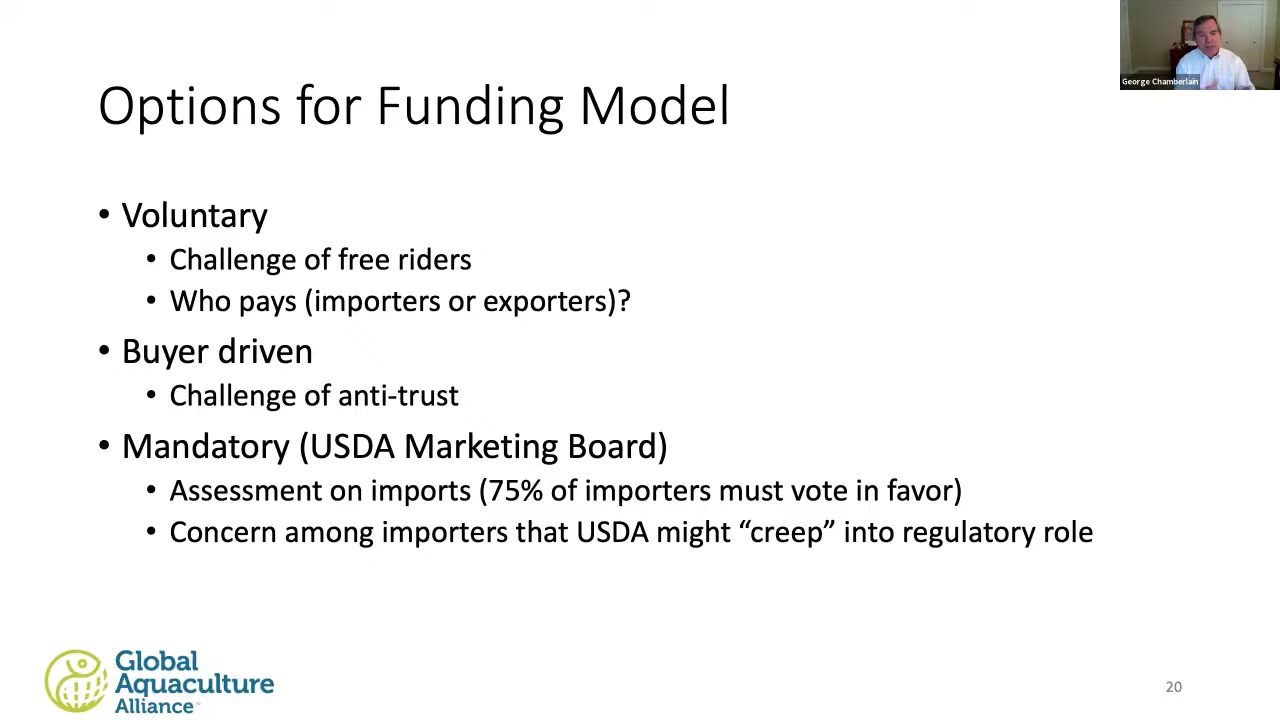 George Chamberlain
Options for Funding Model
• Voluntary
• Challenge of free riders
• Who pays (importers or exporters)?
• Buyer driven
• Challenge of anti-trust
• Mandatory (USDA Marketing Board)
• Assessment on imports (75% of importers must vote in favor)
• Concern among importers that USDA might “creep” into regulatory role
Global
Aquaculture
Alliance™
20